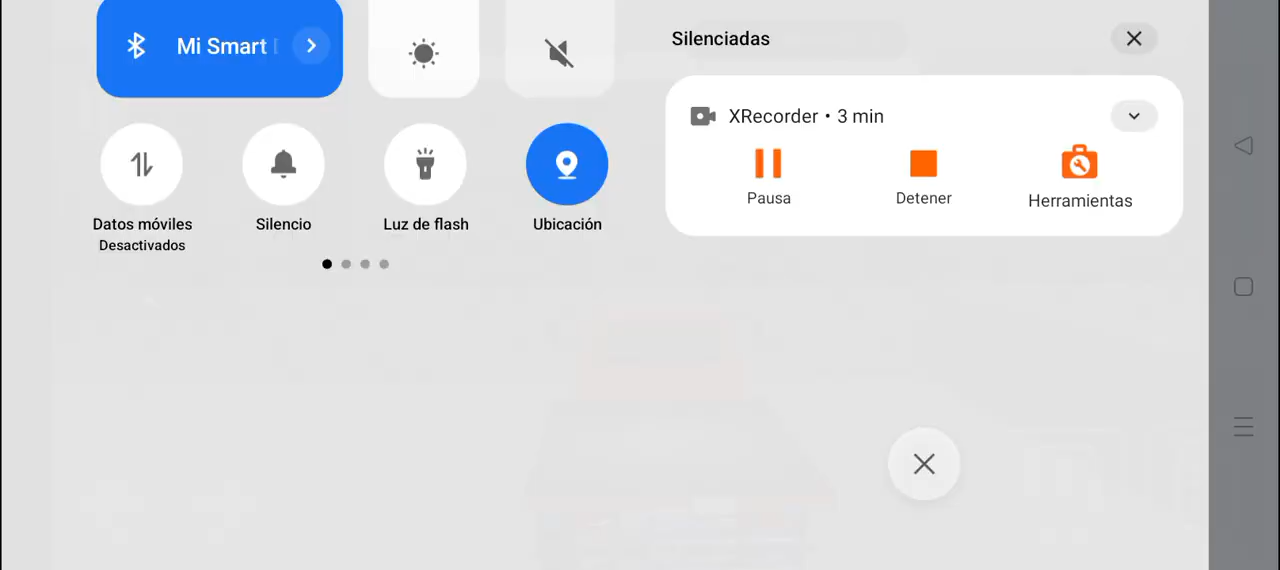 Mi Smart
Silenciadas
XRecorder • 3 min
Pausa
Detener
Herramientas
Datos móviles
Desactivados
Silencio
Luz de flash
Ubicación